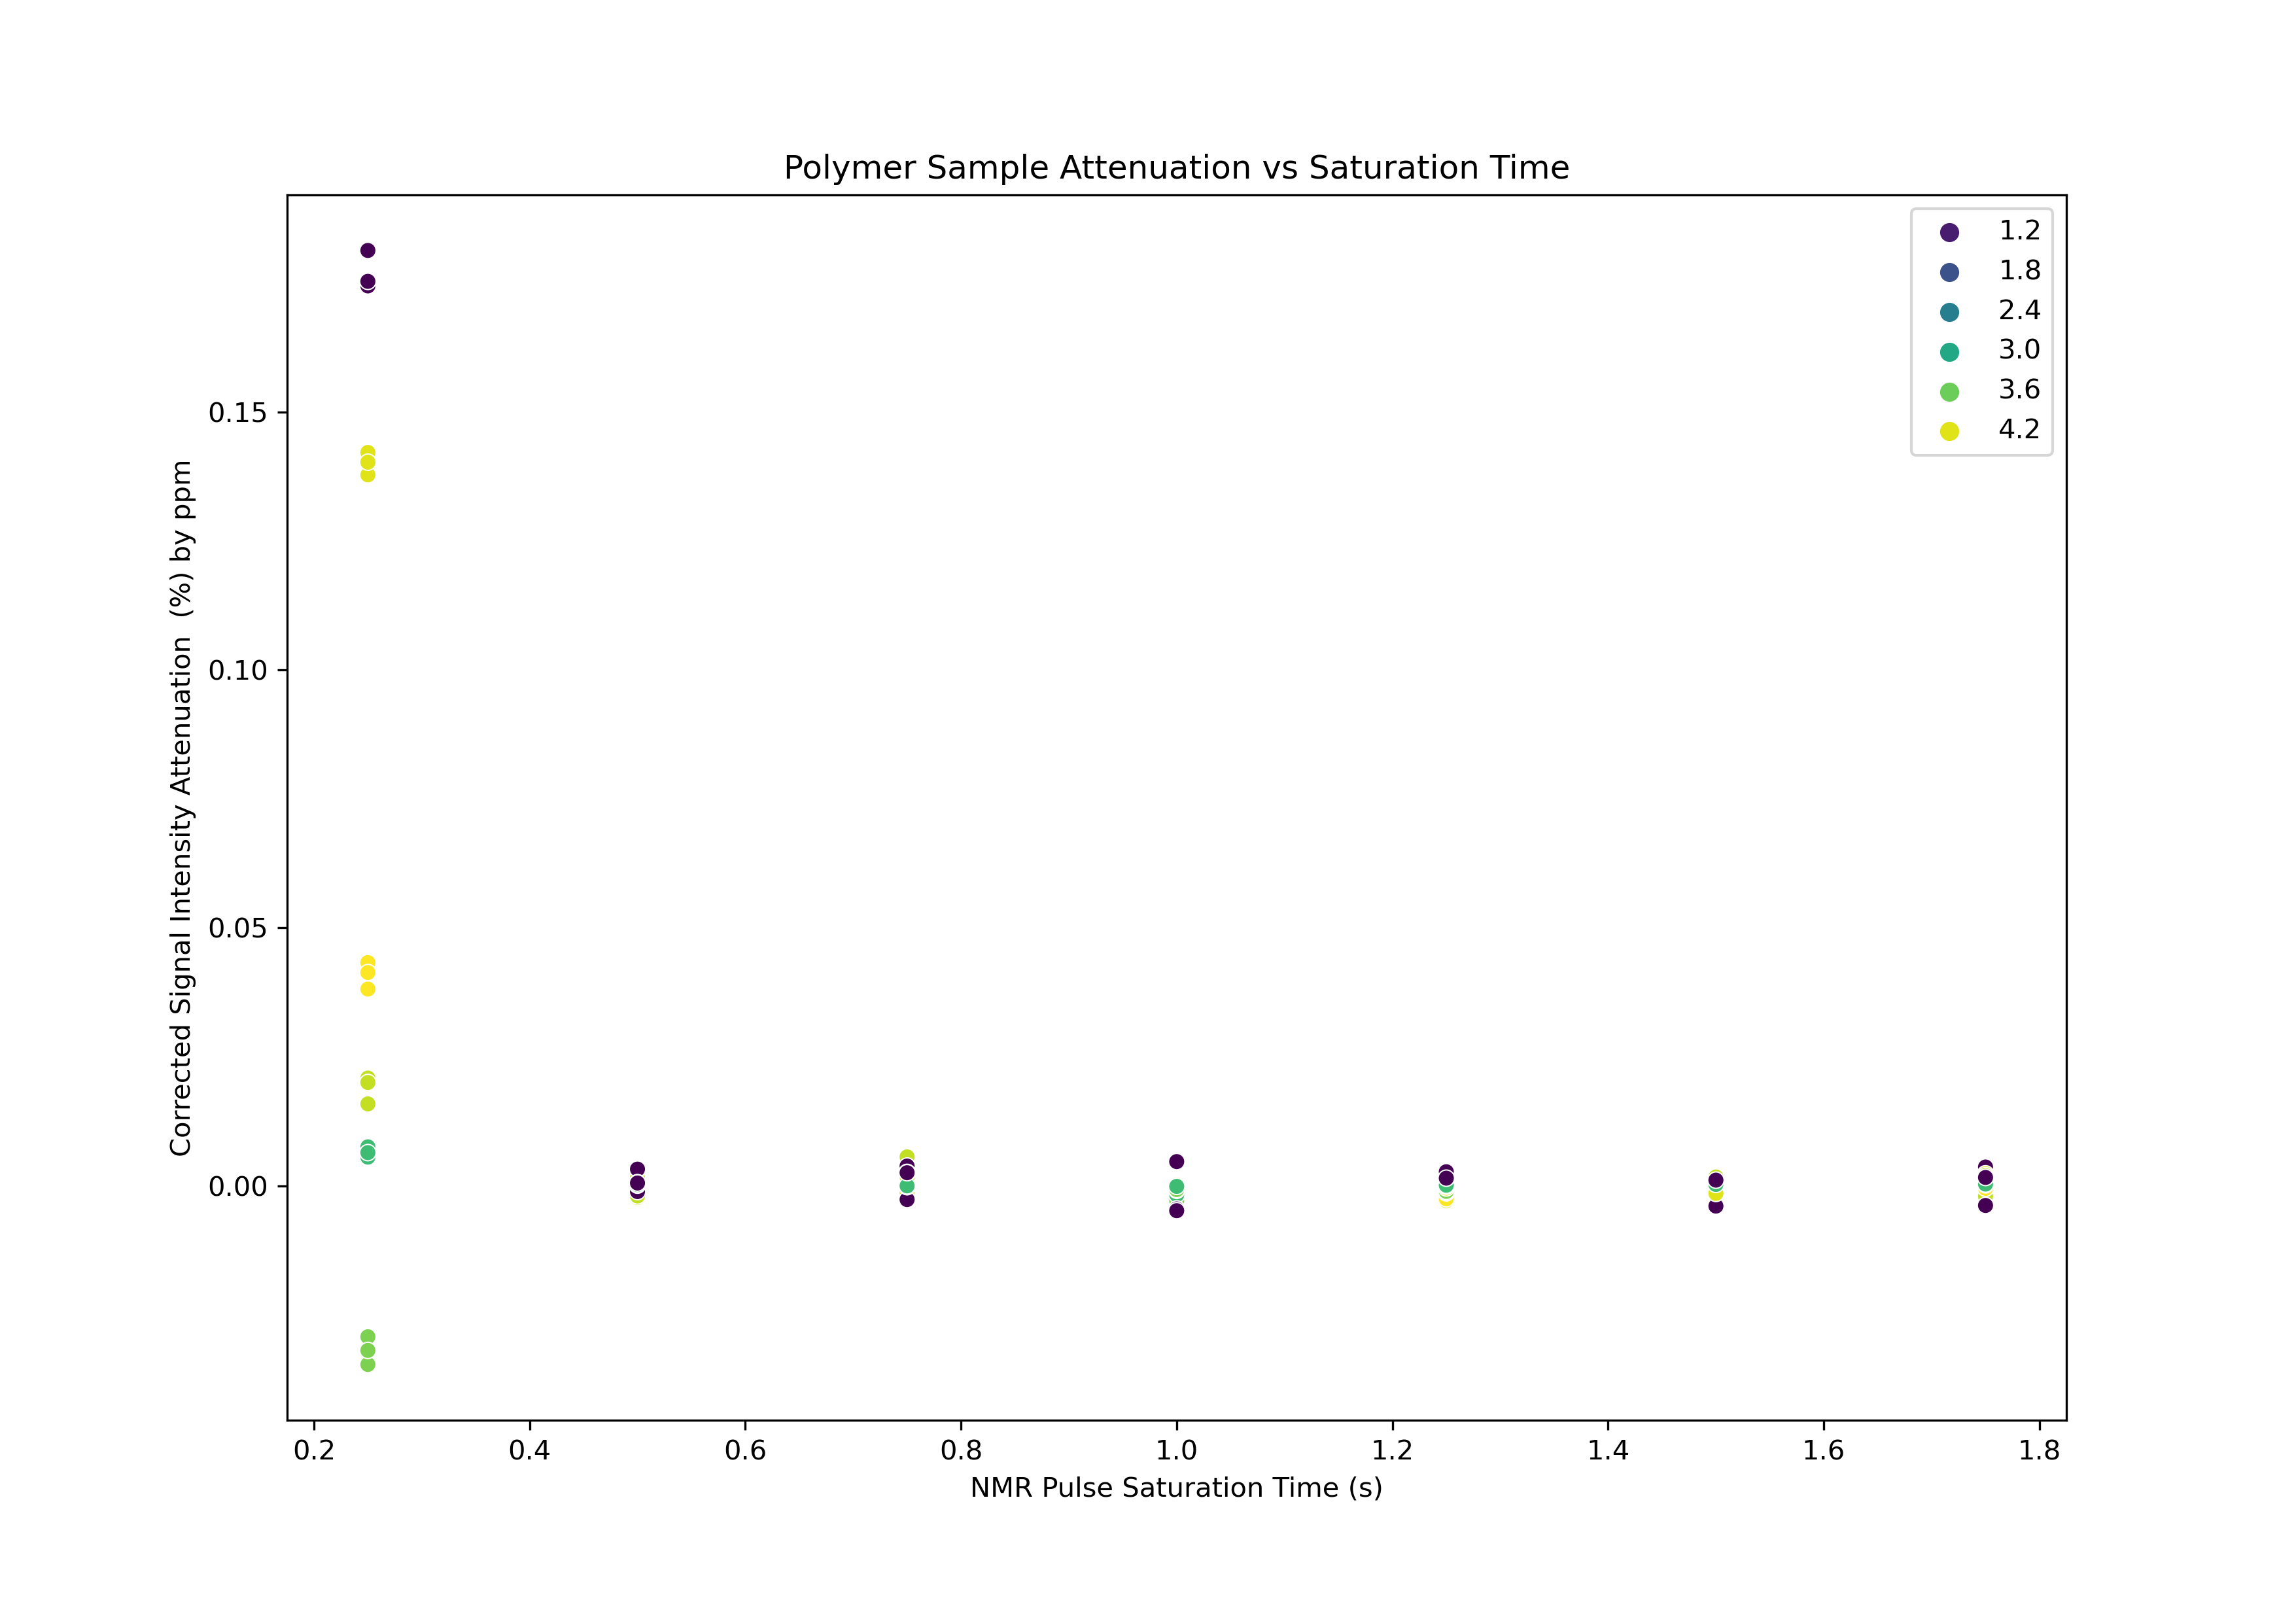 Polymer Sample Attenuation vs Saturation Time
1.2
1.8
2.4
3.0
3.6
4.2
Corrected Signal Intensity Attenuation  (%) by ppm
0.15
0.10
0.05
0.00
0.2 0.4 0.6 0.8 1.0 1.2 1.4 1.6 1.8
NMR Pulse Saturation Time (s)